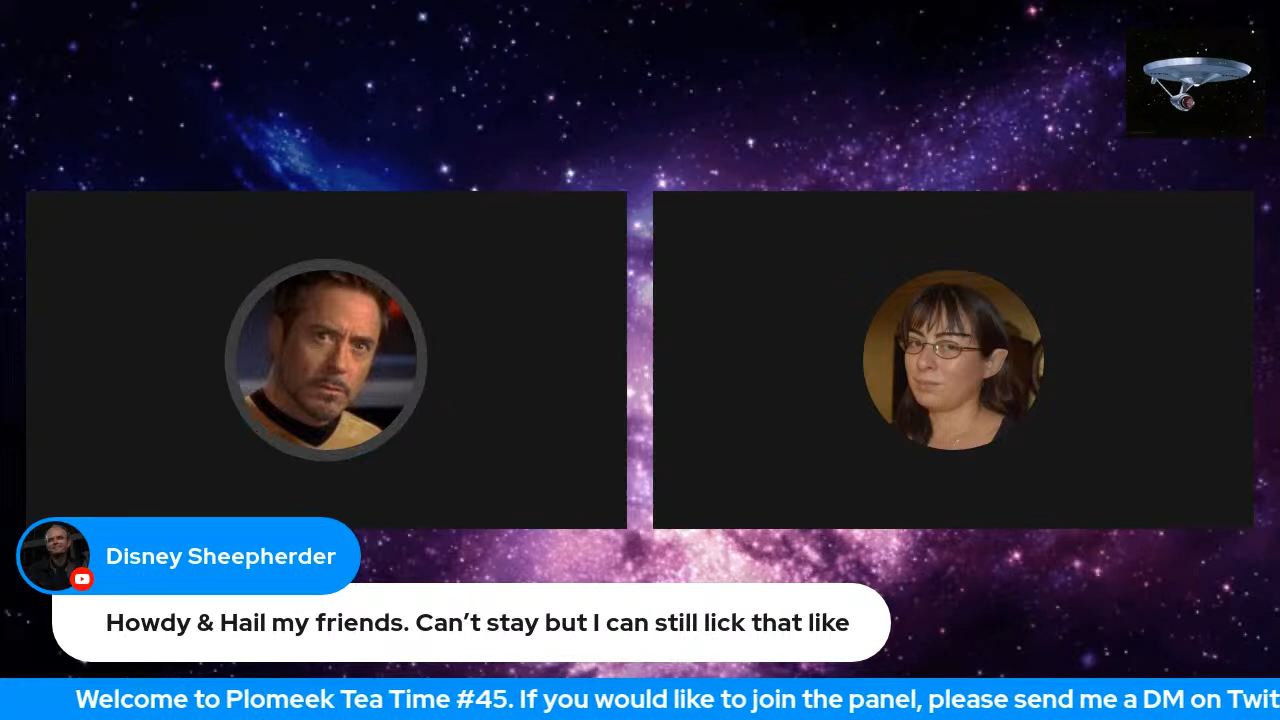 Disney Sheepherder
Howdy & Hail my friends. Can’t stay but I can still lick that like
Welcome to Plomeek Tea Time #45. If you would like to join the panel, please send me a DM on Twit